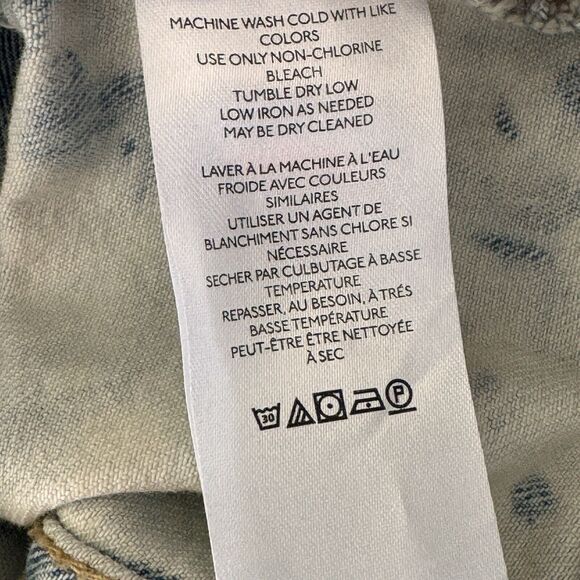 MACHINE WASH COLD WITH LIKE
COLORS
USE ONLY NON-CHLORINE
BLEACH
TUMBLE DRY LOW
LOW IRON AS NEEDED
MAY BE DRY CLEANED
LAVER À LA MACHINE À L'EAU
FROIDE AVEC COULEURS
SIMILAIRES
UTILISER UN AGENT DE
BLANCHIMENT SANS CHLORE SI
NÉCESSAIRE
SECHER PAR CULBUTAGE À BASSE
TEMPERATURE
REPASSER, AU BESOIN, À TRÉS
BASSE TEMPÉRATURE
PEUT-ÊTRE ÊTRE NETTOYÉE
À SEC
30 P